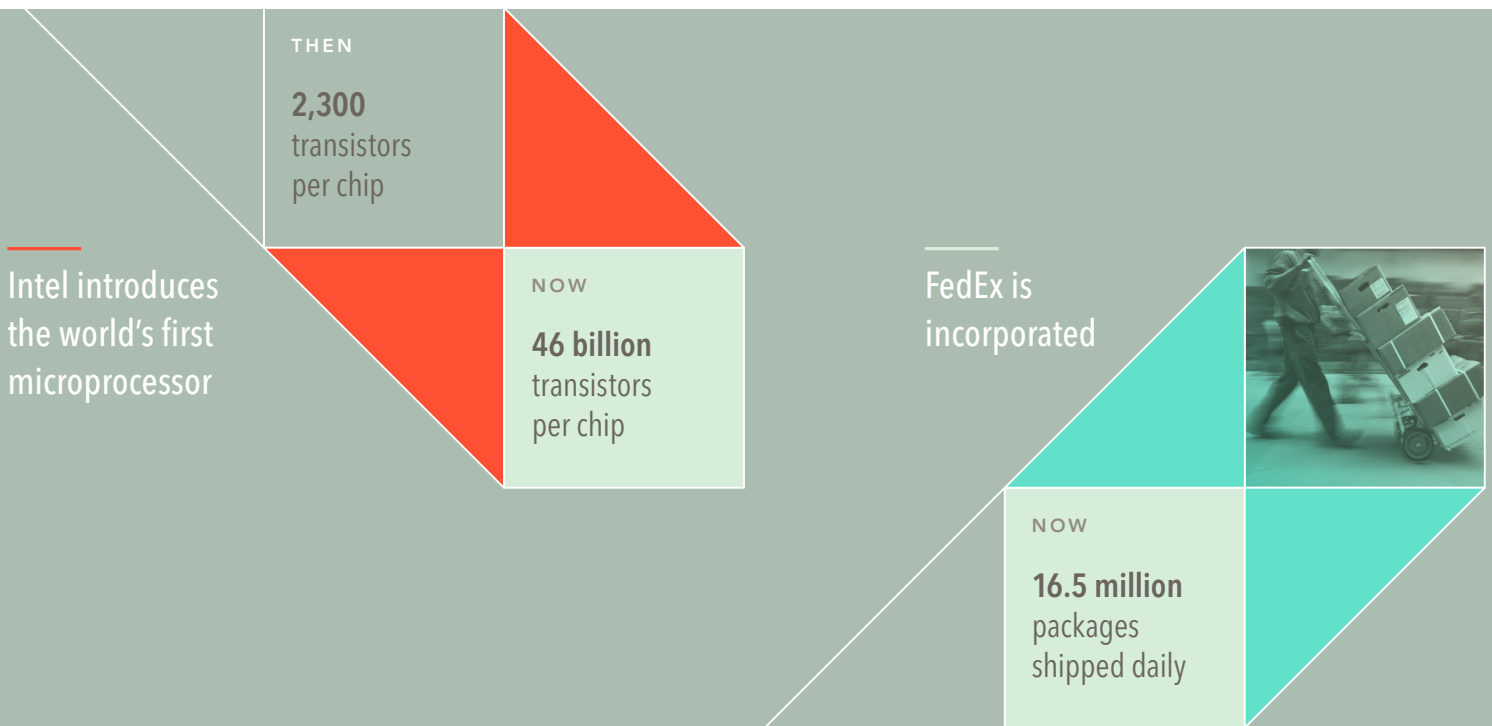 THEN
2,300
transistors
per chip
Intel introduces
the world’s first
microprocessor
NOW
46 billion
transistors
per chip
FedEx is
incorporated
NOW
16.5 million
packages
shipped daily